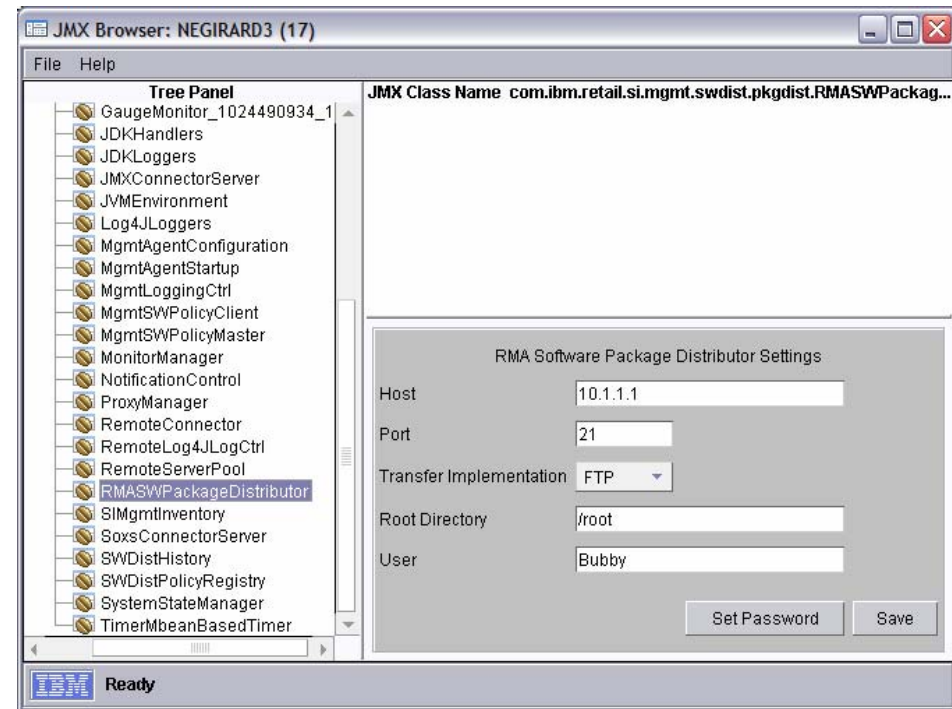 JMX Browser: NEGIRARD3 (17)
File Help
Tree Panel
GaugeMonitor_1024490934_1
JDKHandlers
JDKLoggers
JMXConnectorServer
JVMEnvironment
Log4JLoggers
MgmtAgentConfiguration
MgmtAgentStartup
MgmtLoggingCtrl
MgmtSWPolicyClient
MgmtSWPolicyMaster
MonitorManager
NotificationControl
ProxyManager
RemoteConnector
RemoteLog4JLogCtrl
RemoteServerPool
RMASWPackageDistributor
SIMgmtInventory
SoxsConnectorServer
SWDistHistory
SWDistPolicyRegistry
SystemStateManager
TimerMbeanBasedTimer
JMX Class Name com.ibm.retail.si.mgmt.swdist.pkgdist.RMASWPackag...
RMA Software Package Distributor Settings
Host 10.1.1.1
Port 21
Transfer Implementation FTP
Root Directory /root
User Bubby
Set Password Save
IBM Ready